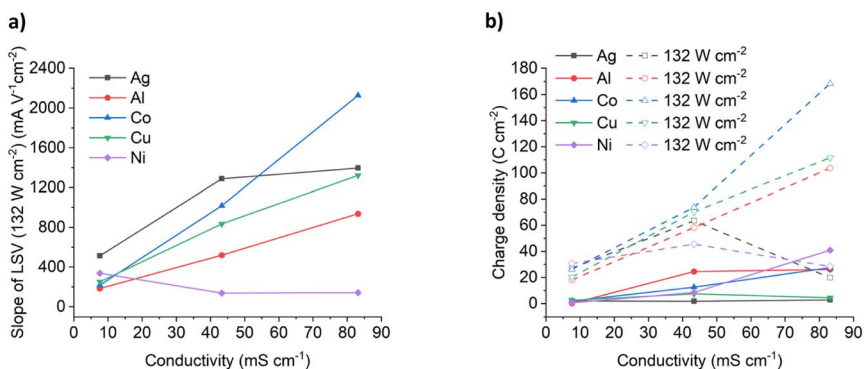 a)
Slope of LSV (132 W cm⁻²) (mA V⁻¹cm⁻²)
2400
2000
1600
1200
800
400
0
Ag
Al
Co
Cu
Ni
0 10 20 30 40 50 60 70 80 90
Conductivity (mS cm⁻¹)
b)
Charge density (C cm⁻²)
180
160
140
120
100
80
60
40
20
0
Ag 132 W cm⁻²
Al 132 W cm⁻²
Co 132 W cm⁻²
Cu 132 W cm⁻²
Ni 132 W cm⁻²
0 10 20 30 40 50 60 70 80 90
Conductivity (mS cm⁻¹)